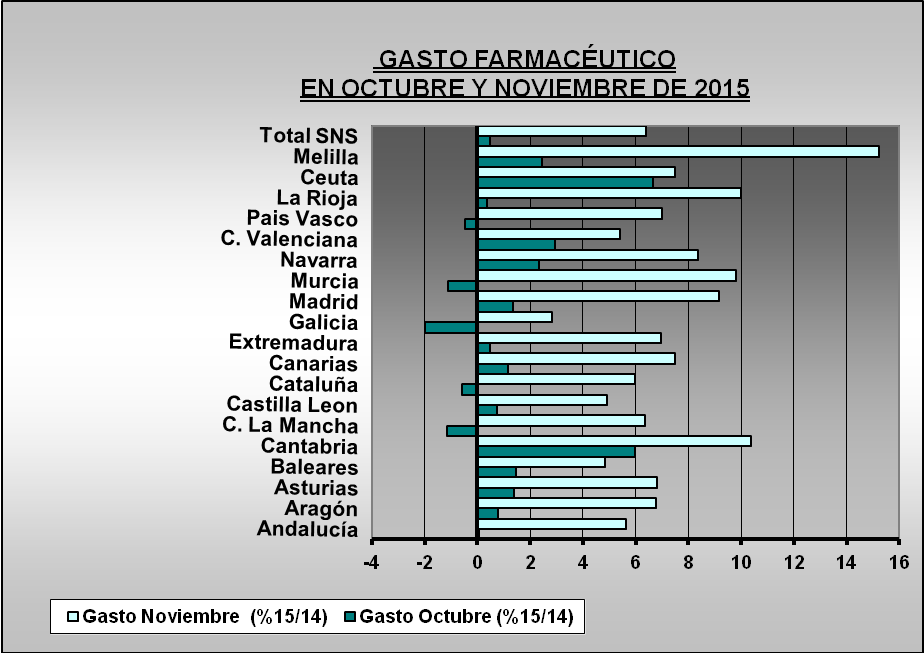 GASTO FARMACÉUTICO
EN OCTUBRE Y NOVIEMBRE DE 2015
Total SNS
Melilla
Ceuta
La Rioja
Pais Vasco
C. Valenciana
Navarra
Murcia
Madrid
Galicia
Extremadura
Canarias
Cataluña
Castilla Leon
C. La Mancha
Cantabria
Baleares
Asturias
Aragón
Andalucía
-4 -2 0 2 4 6 8 10 12 14 16
Gasto Noviembre (%15/14) Gasto Octubre (%15/14)